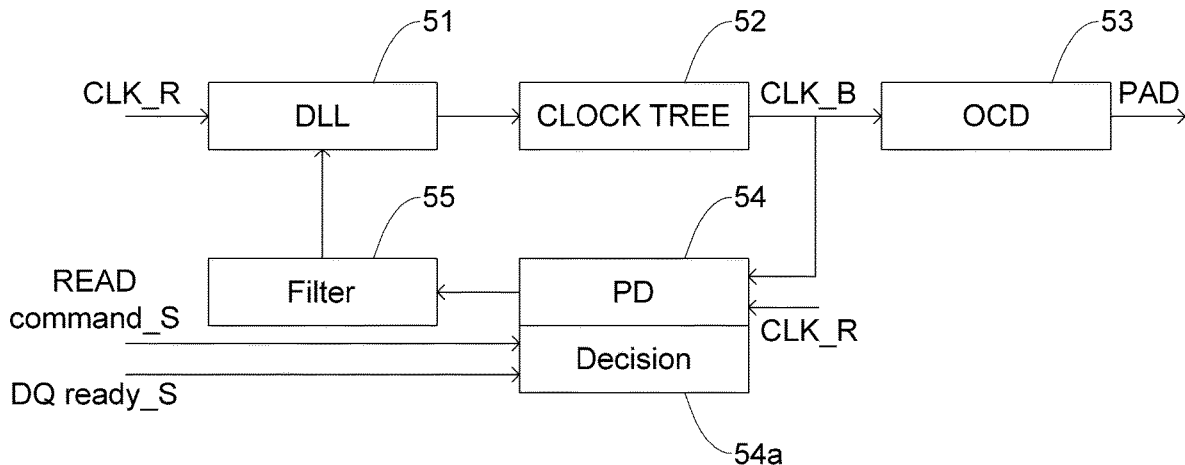 51
52
53
CLK_R
DLL
CLOCK TREE
CLK_B
OCD
PAD
55
54
READ
command_S
Filter
PD
CLK_R
Decision
DQ ready_S
54a